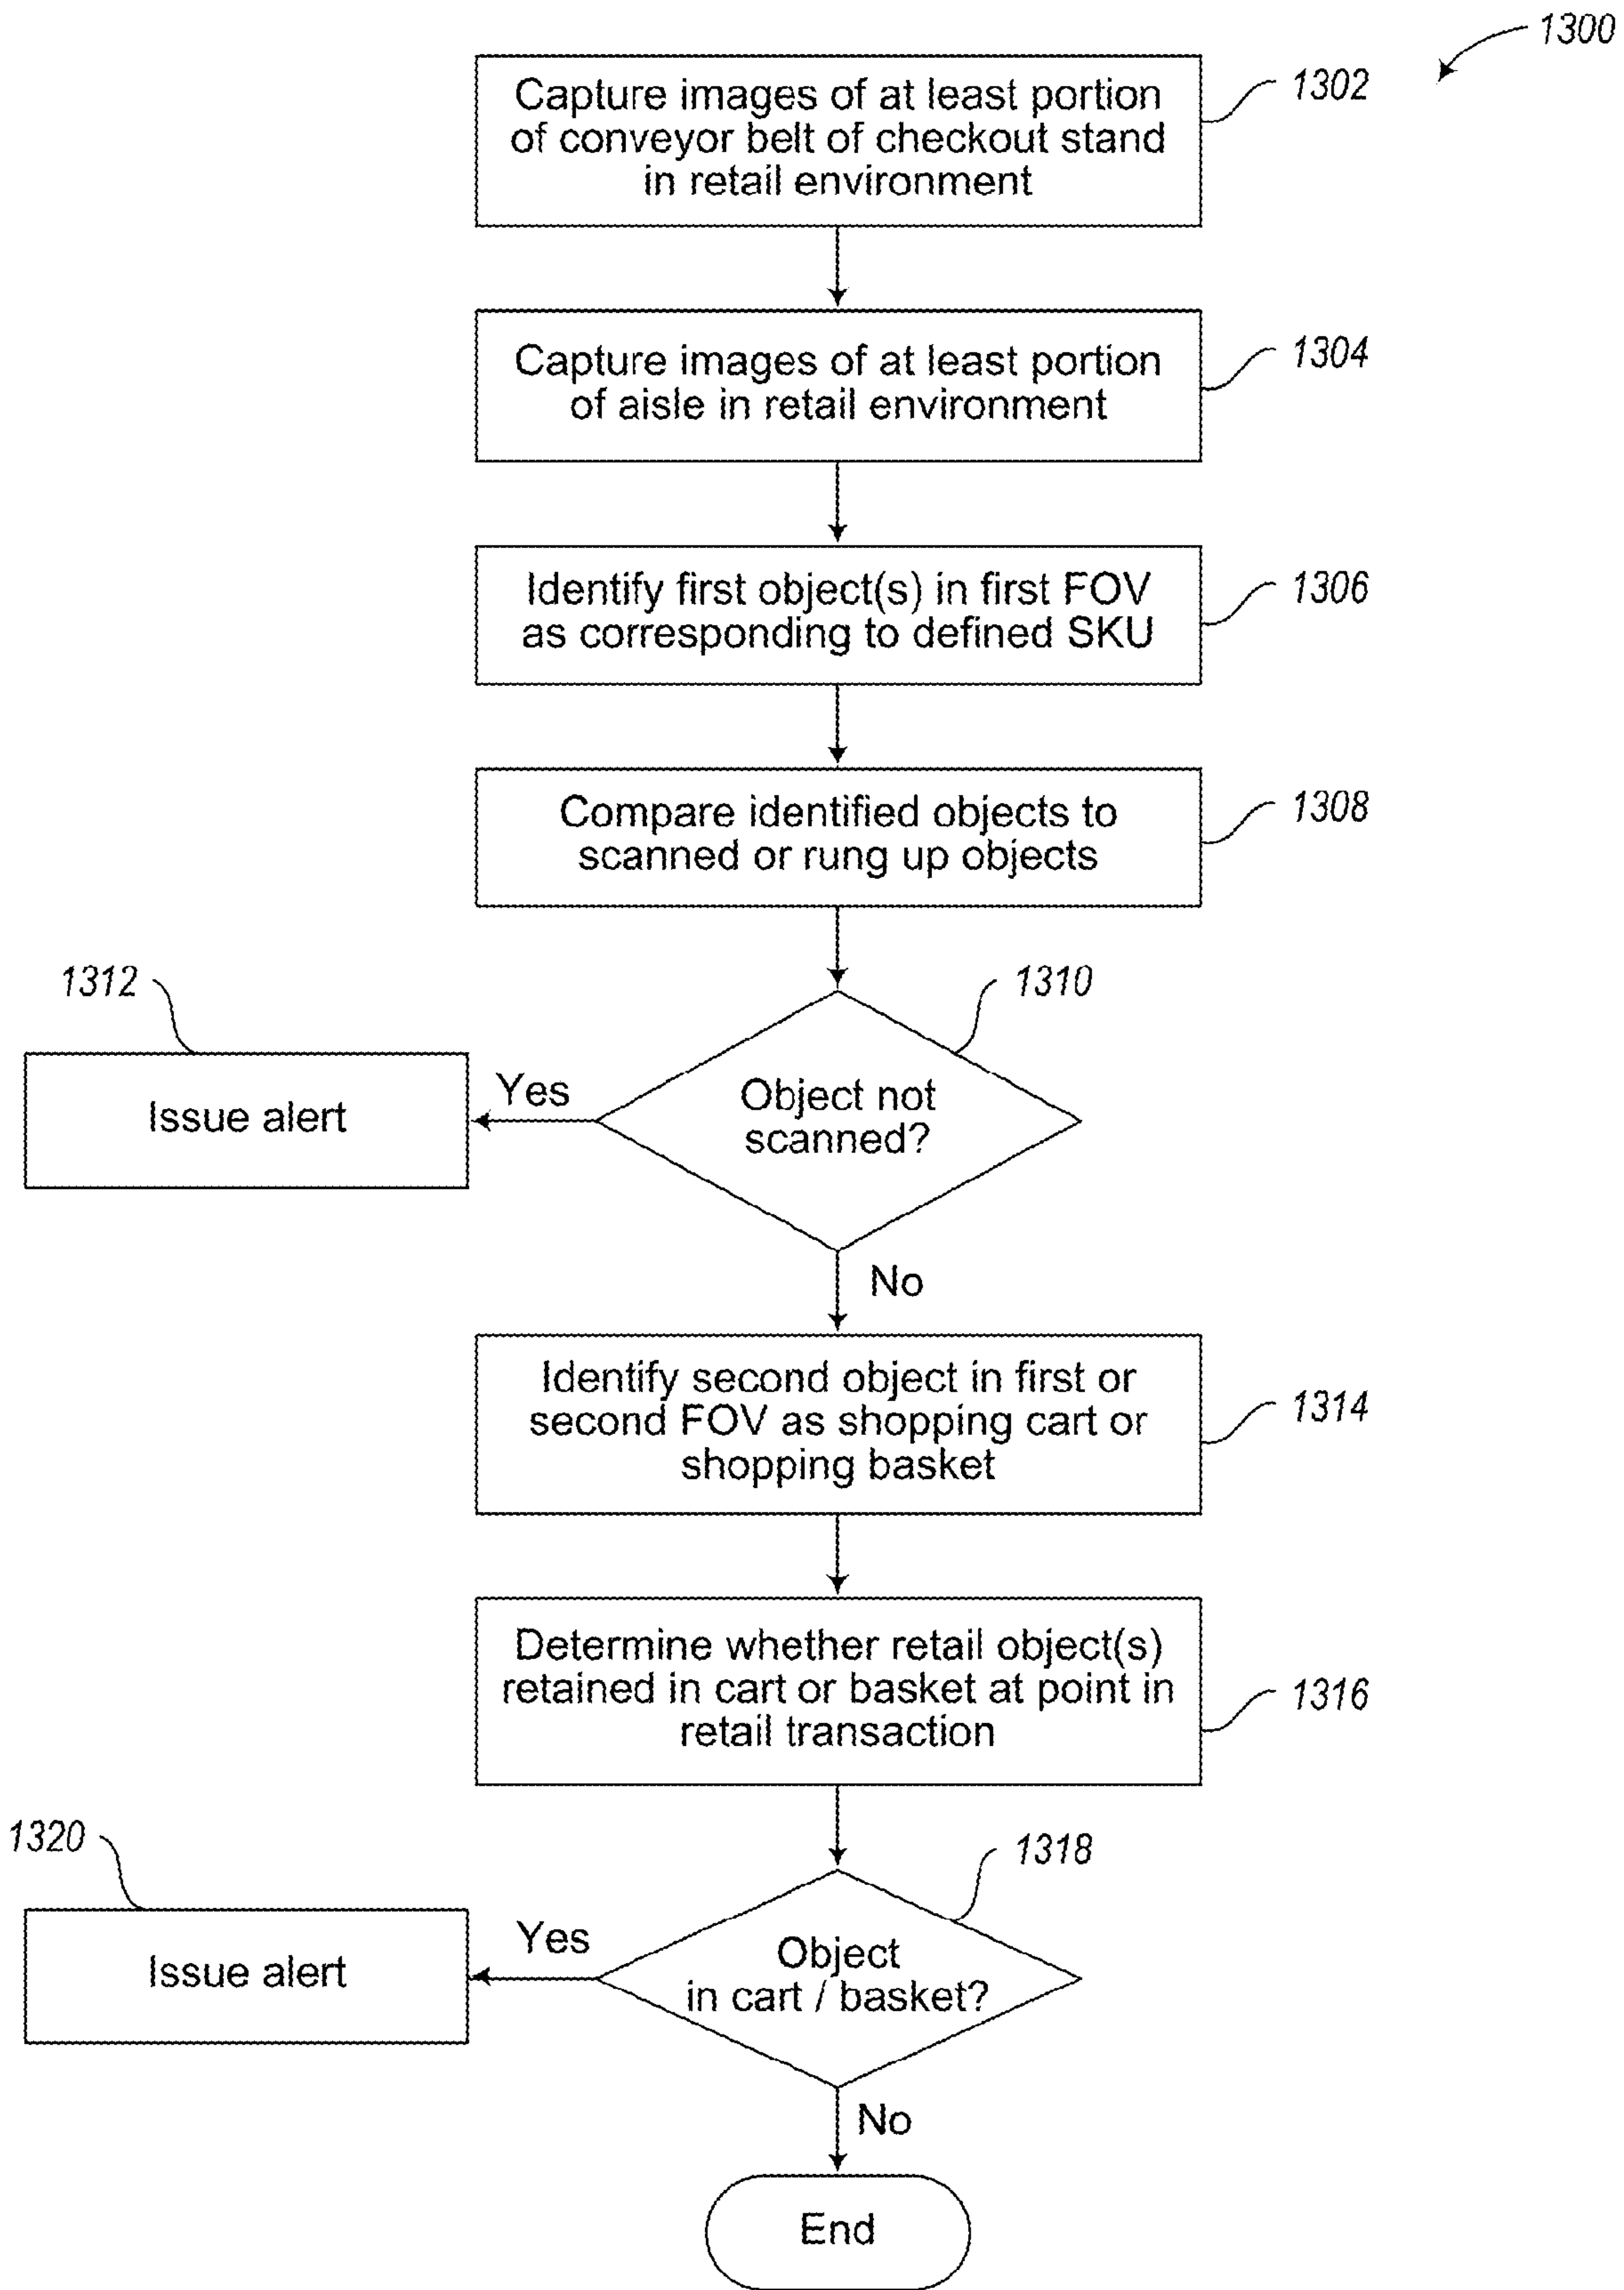 1300
Capture images of at least portion
of conveyor belt of checkout stand
in retail environment
1302
Capture images of at least portion
of aisle in retail environment
1304
Identify first object(s) in first FOV
as corresponding to defined SKU
1306
Compare identified objects to
scanned or rung up objects
1308
1312
1310
Issue alert
Yes
Object not
scanned?
No
Identify second object in first or
second FOV as shopping cart or
shopping basket
1314
Determine whether retail object(s)
retained in cart or basket at point in
retail transaction
1316
1320
1318
Issue alert
Yes
Object
in cart / basket?
No
End